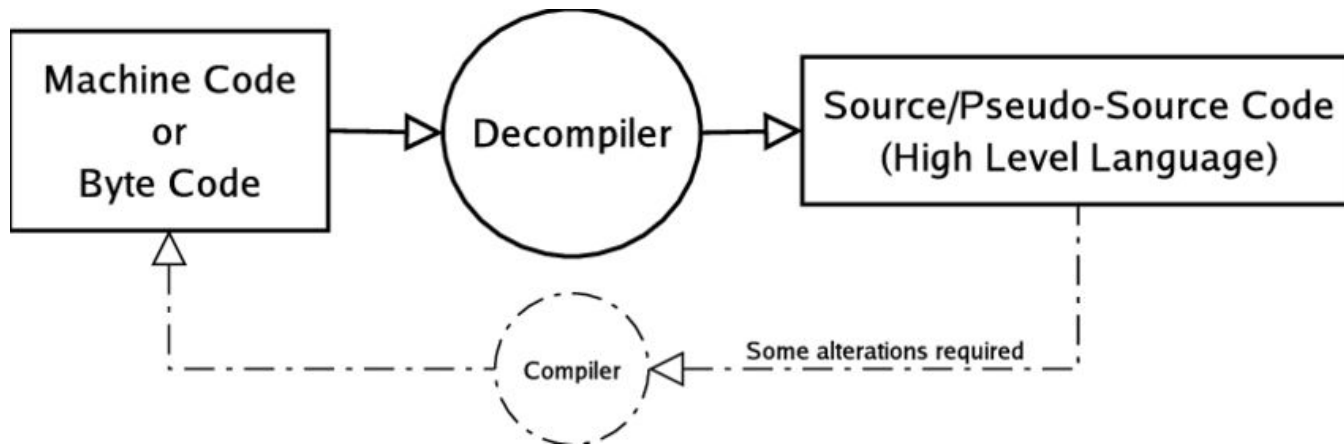 Machine Code
or
Byte Code
Decompiler
Source/Pseudo-Source Code
(High Level Language)
Some alterations required
Compiler